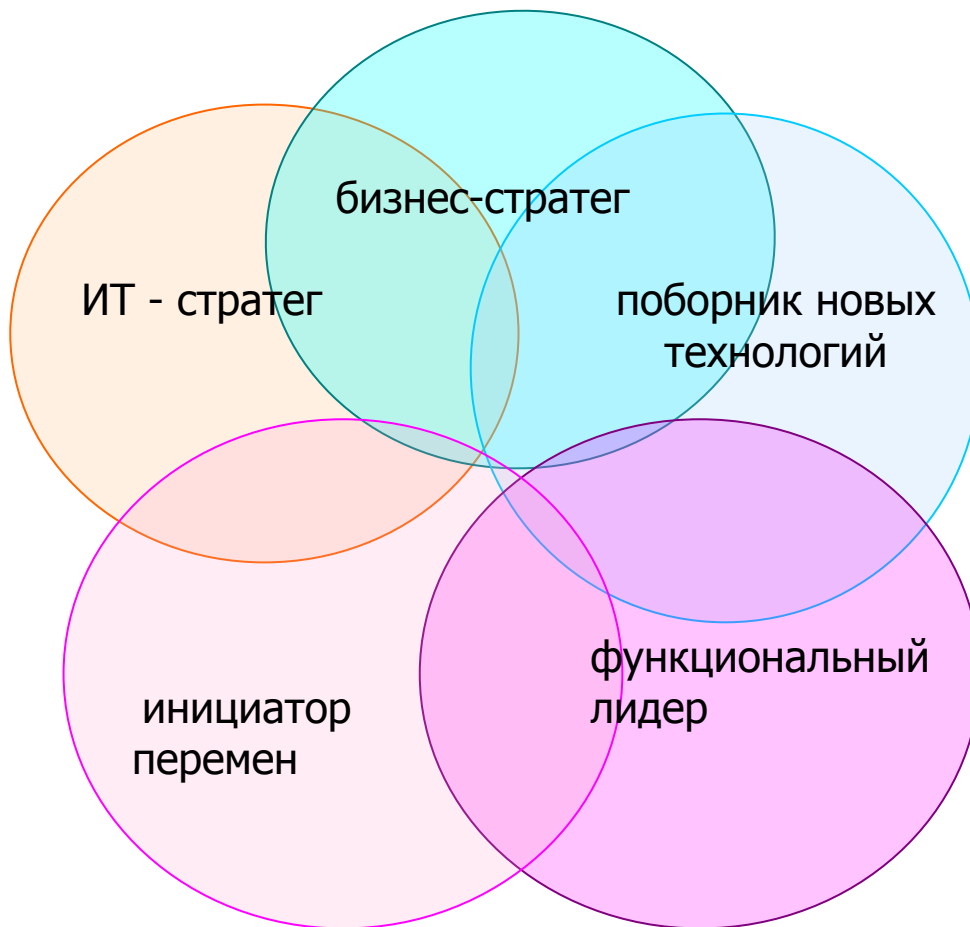 бизнес-стратег
ИТ - стратег
поборник новых
технологий
функциональный
лидер
инициатор
перемен